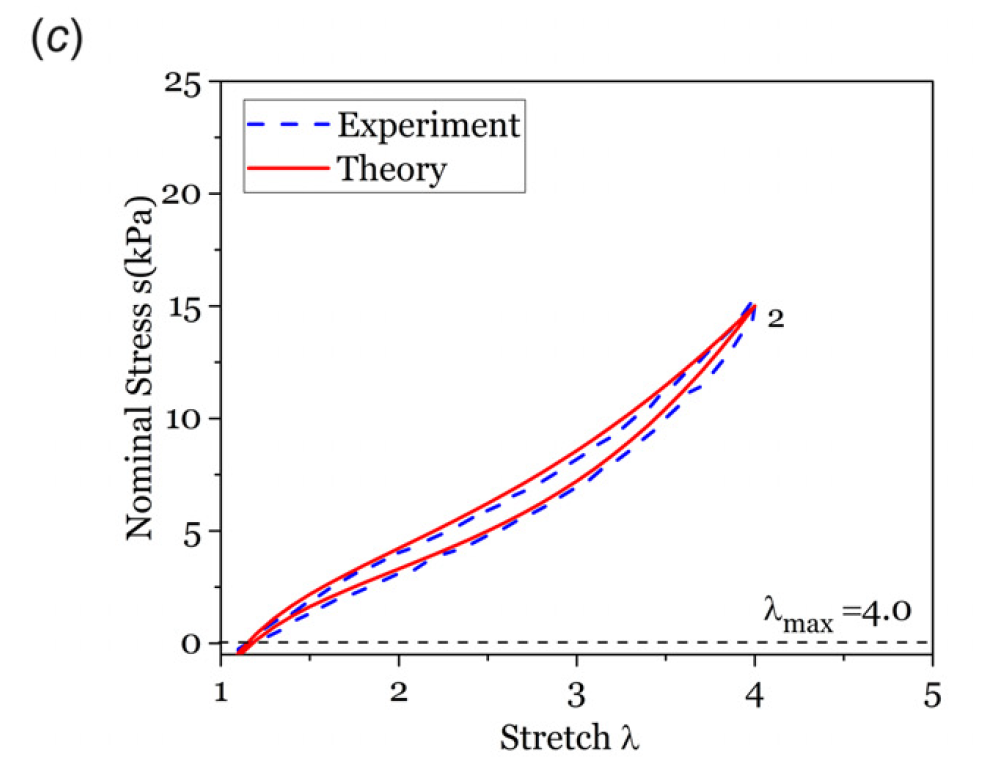 (c)
25
Experiment
Theory
20
15
2
10
5
λmax =4.0
0
1 2 3 4 5
Nominal Stress s(kPa)
Stretch λ